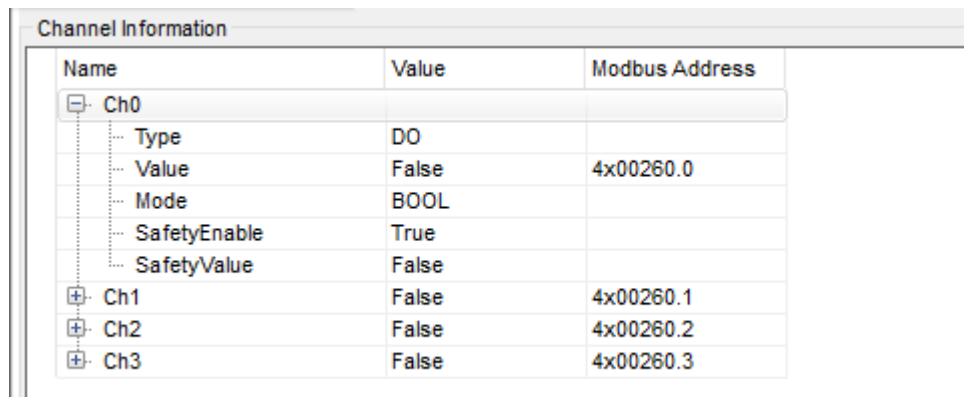 Channel Information
Name Value Modbus Address
Ch0
Type DO
Value False 4x00260.0
Mode BOOL
SafetyEnable True
SafetyValue False
Ch1 False 4x00260.1
Ch2 False 4x00260.2
Ch3 False 4x00260.3